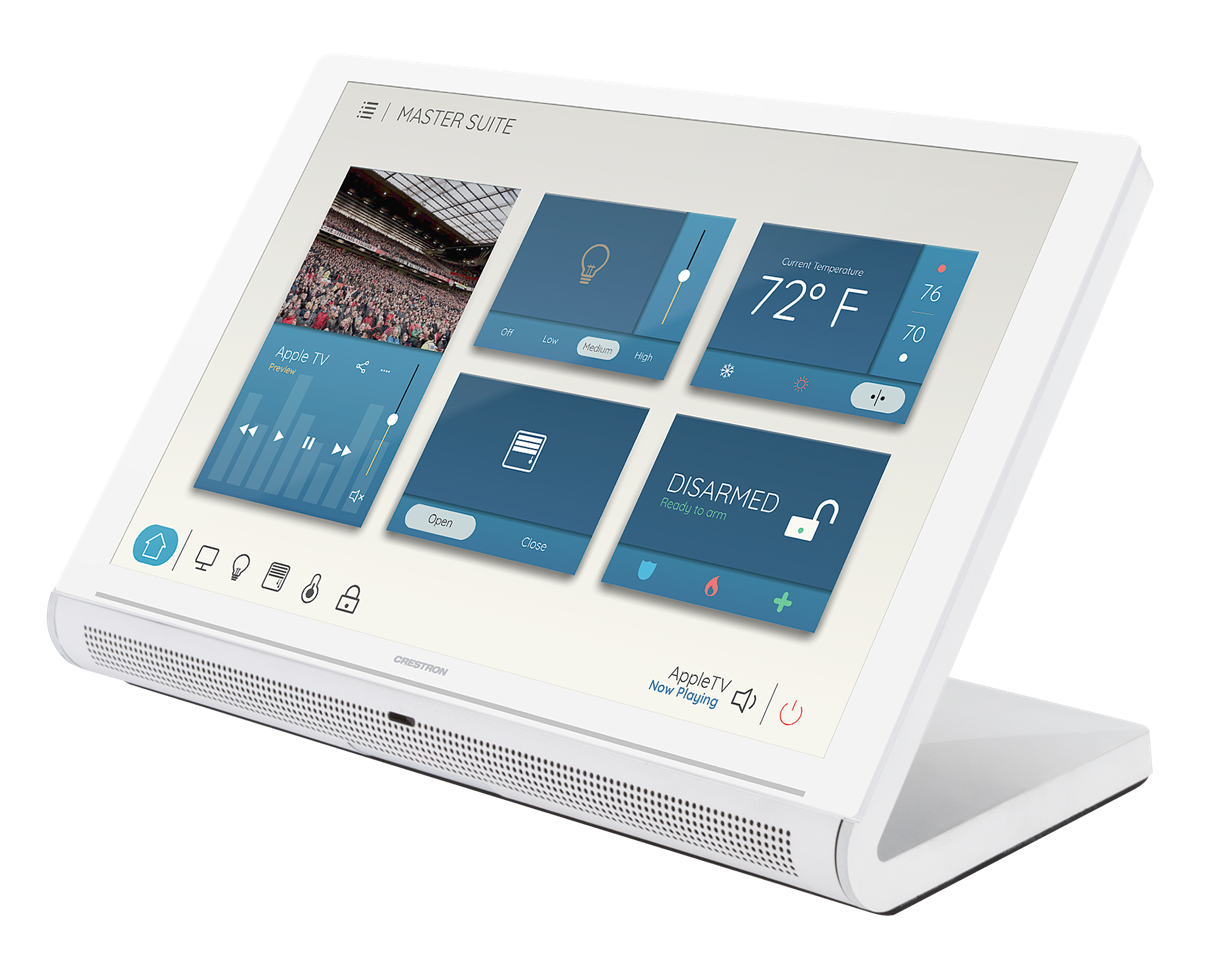 MASTER SUITE
Apple TV
Preview
Off
Low
Medium
High
Current Temperature
72° F
76
70
Open
Close
DISARMED
Ready to arm
AppleTV
Now Playing
CRESTRON